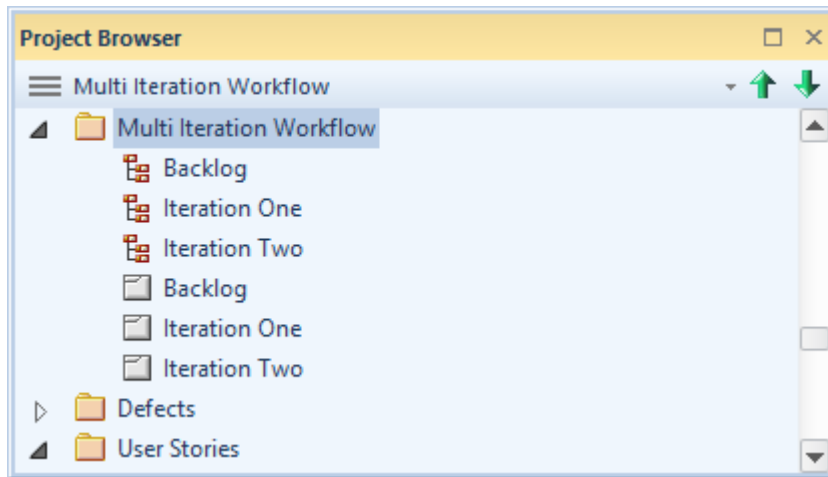 Project Browser
Multi Iteration Workflow
Multi Iteration Workflow
Backlog
Iteration One
Iteration Two
Backlog
Iteration One
Iteration Two
Defects
User Stories